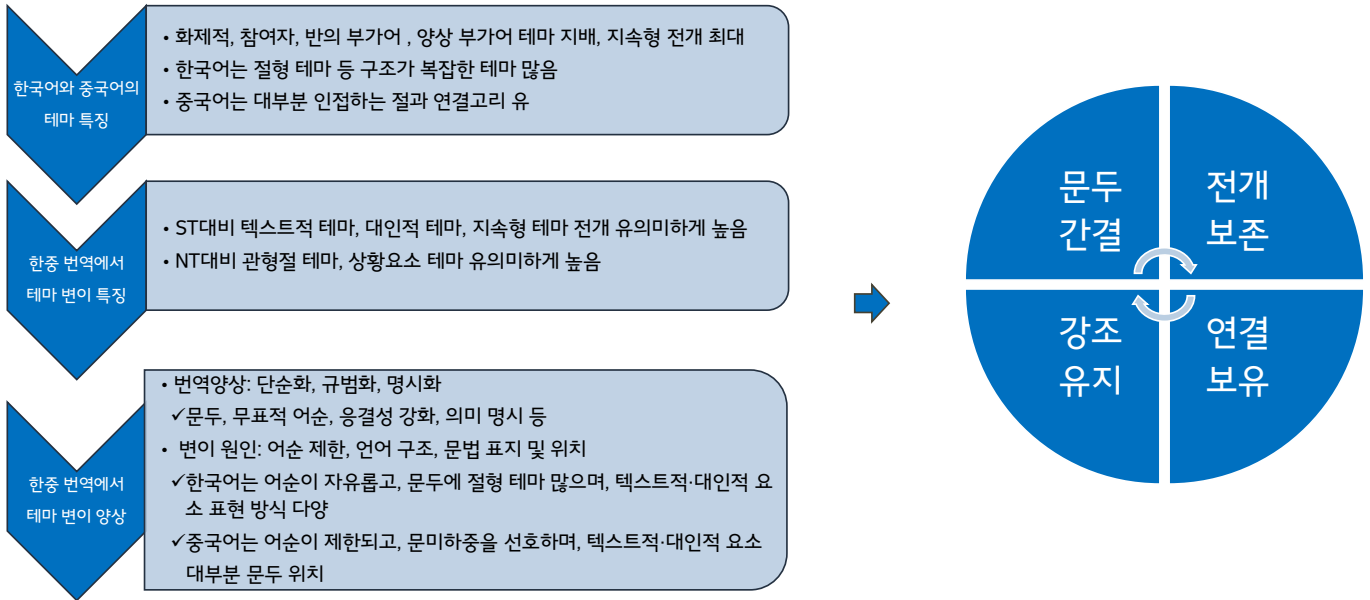 한국어와 중국어의
테마 특징
• 화제적, 참여자, 반의 부가어 , 양상 부가어 테마 지배, 지속형 전개 최대
• 한국어는 절형 테마 등 구조가 복잡한 테마 많음
• 중국어는 대부분 인접하는 절과 연결고리 유
한중 번역에서
테마 변이 특징
• ST대비 텍스트적 테마, 대인적 테마, 지속형 테마 전개 유의미하게 높음
• NT대비 관형절 테마, 상황요소 테마 유의미하게 높음
한중 번역에서
테마 변이 양상
• 번역양상: 단순화, 규범화, 명시화
✓문두, 무표적 어순, 응결성 강화, 의미 명시 등
• 변이 원인: 어순 제한, 언어 구조, 문법 표지 및 위치
✓한국어는 어순이 자유롭고, 문두에 절형 테마 많으며, 텍스트적·대인적 요
소 표현 방식 다양
✓중국어는 어순이 제한되고, 문미하중을 선호하며, 텍스트적·대인적 요소
대부분 문두 위치
문두
간결
전개
보존
강조
유지
연결
보유